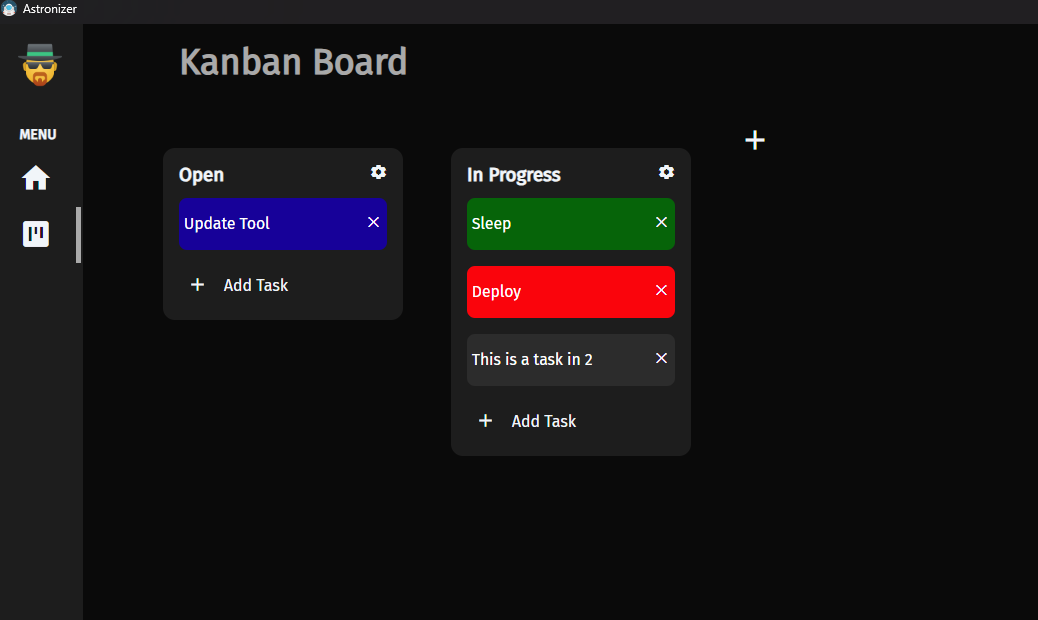 Astronizer
Kanban Board
MENU
Open
Update Tool
Add Task
In Progress
Sleep
Deploy
This is a task in 2
Add Task